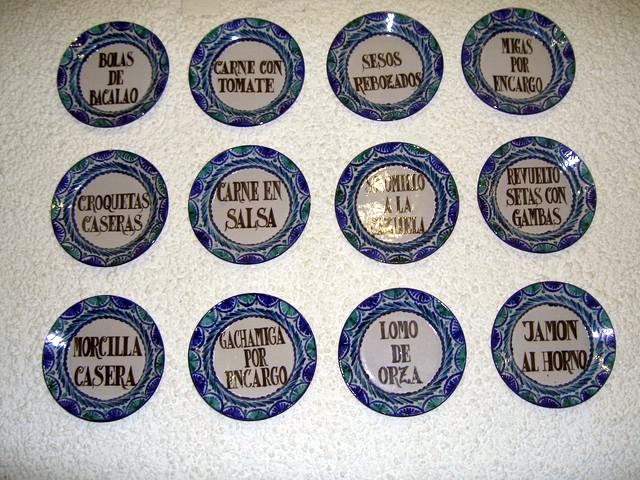 BOLAS
DE
BACALAO
CARNE CON
TOMATE
SESOS
REBOZADOS
MIGAS
POR
ENCARGO
CROQUETAS
CASERAS
CARNE EN
SALSA
A LA
REVUELTO
SETAS CON
GAMBAS
MORCILLA
CASERA
GACHAMIGA
POR
ENCARGO
LOMO
DE
ORZA
JAMON
AL HORNO